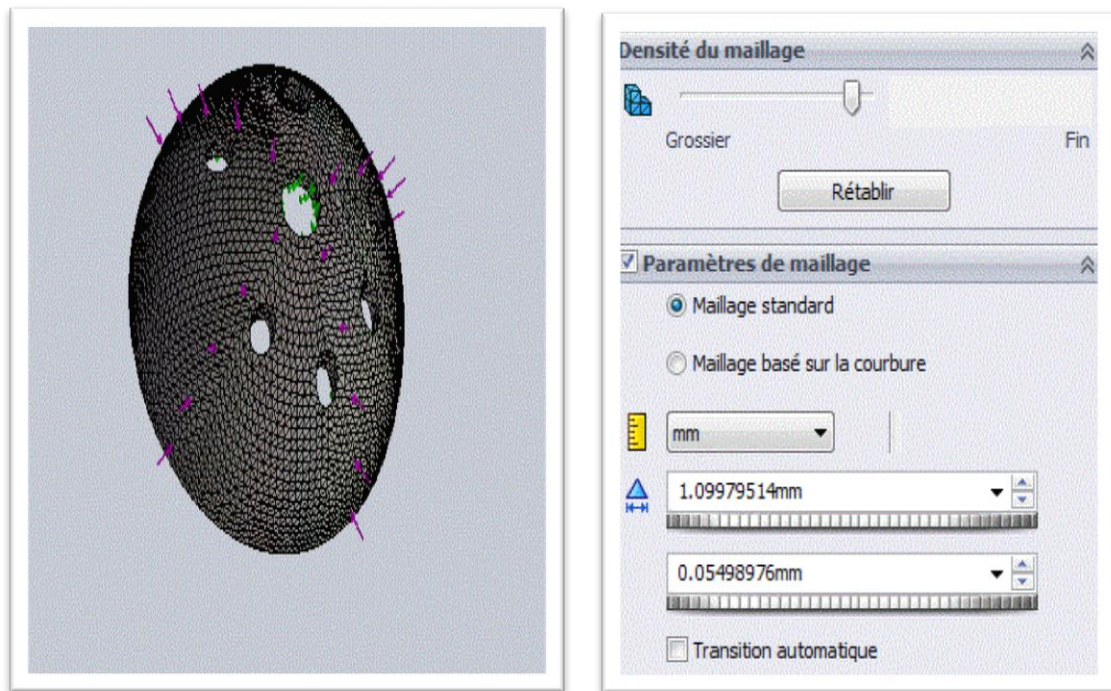 Densité du maillage
Grossier Fin
Rétablir
Paramètres de maillage
Maillage standard
Maillage basé sur la courbure
mm
1.09979514mm
0.05498976mm
Transition automatique